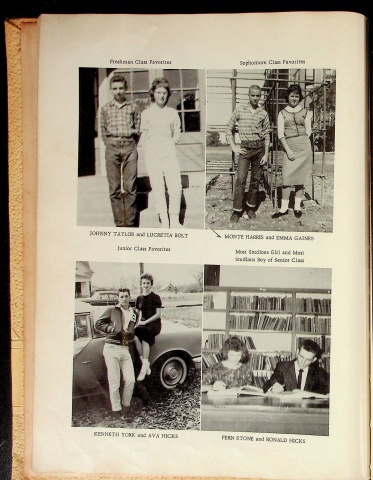 Freshman Class Favorites
Sophomore Class Favorites
JOHNNY TAYLOR and LUCRETIA HOLT
MONTE HARRIS and EMMA GAINES
Junior Class Favorites
Most Studious Girl and Most
Studious Boy of Senior Class
KENNETH YORK and AVA HICKS
FERN STONE and RONALD HICKS